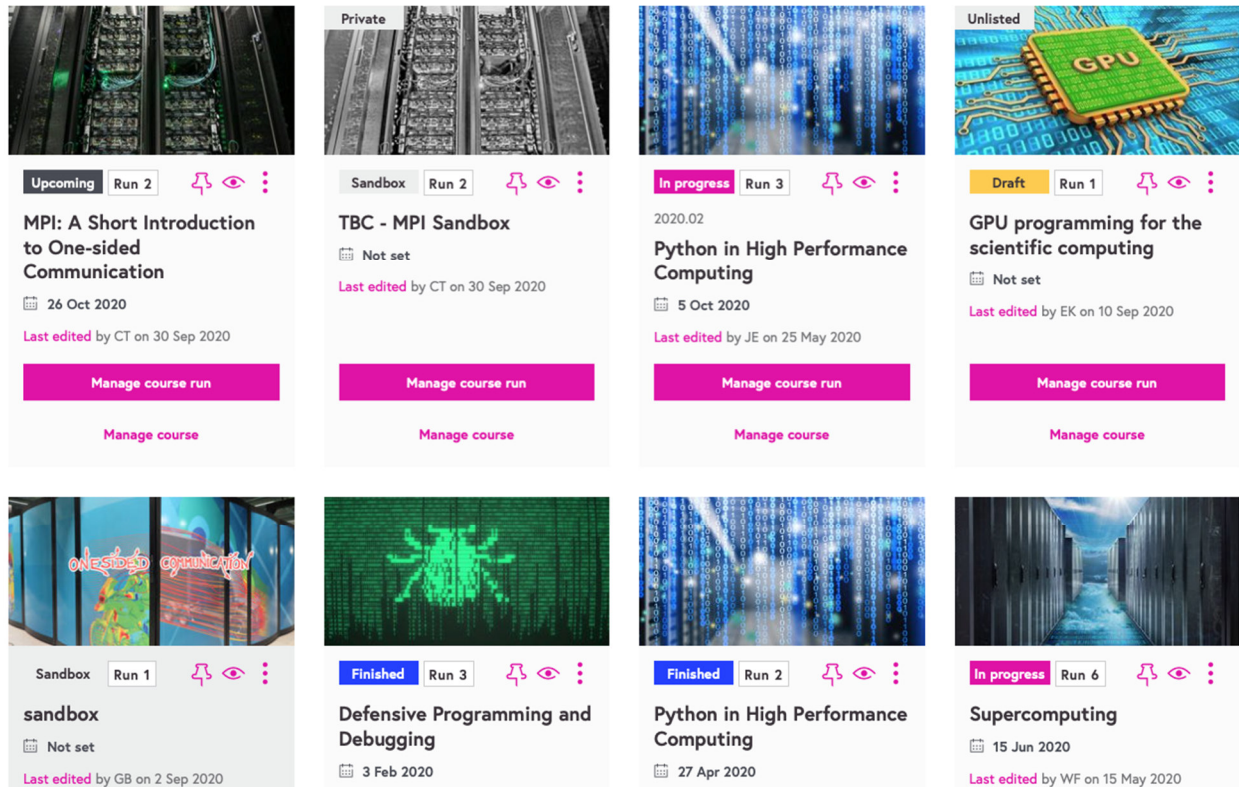 Private
Unlisted
GPU
Upcoming Run 2
MPI: A Short Introduction
to One-sided
Communication
26 Oct 2020
Last edited by CT on 30 Sep 2020
Manage course run
Manage course
Sandbox Run 2
TBC - MPI Sandbox
Not set
Last edited by CT on 30 Sep 2020
Manage course run
Manage course
In progress Run 3
2020.02
Python in High Performance
Computing
5 Oct 2020
Last edited by JE on 25 May 2020
Manage course run
Manage course
Draft Run 1
GPU programming for the
scientific computing
Not set
Last edited by EK on 10 Sep 2020
Manage course run
Manage course
ONESIDED COMMUNICATION
Sandbox Run 1
sandbox
Not set
Last edited by GB on 2 Sep 2020
Finished Run 3
Defensive Programming and
Debugging
3 Feb 2020
Finished Run 2
Python in High Performance
Computing
27 Apr 2020
In progress Run 6
Supercomputing
15 Jun 2020
Last edited by WF on 15 May 2020